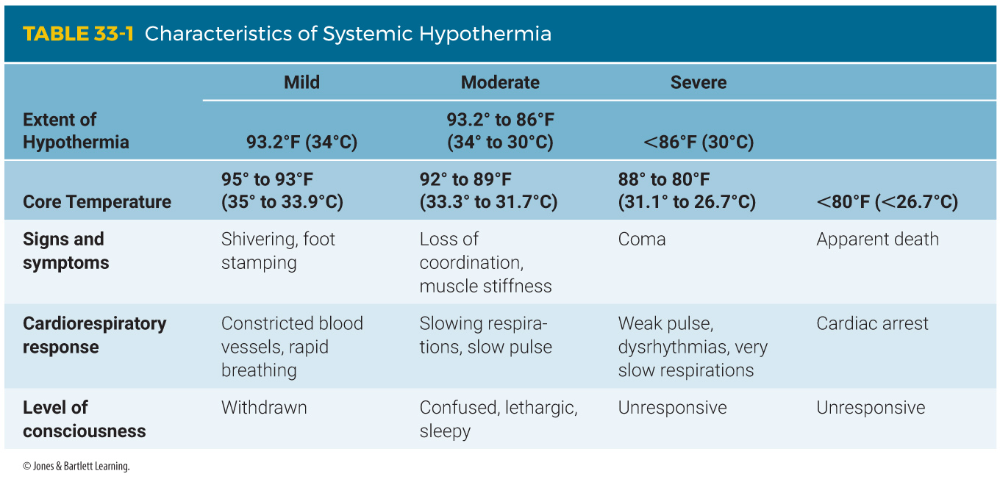 TABLE 33-1 Characteristics of Systemic Hypothermia
Mild Moderate Severe
Extent of
Hypothermia
93.2°F (34°C)
93.2° to 86°F
(34° to 30°C)
<86°F (30°C)
Core Temperature
95° to 93°F
(35° to 33.9°C)
92° to 89°F
(33.3° to 31.7°C)
88° to 80°F
(31.1° to 26.7°C)
<80°F (<26.7°C)
Signs and
symptoms
Shivering, foot
stamping
Loss of
coordination,
muscle stiffness
Coma
Apparent death
Cardiorespiratory
response
Constricted blood
vessels, rapid
breathing
Slowing respira-
tions, slow pulse
Weak pulse,
dysrhythmias, very
slow respirations
Cardiac arrest
Level of
consciousness
Withdrawn
Confused, lethargic,
sleepy
Unresponsive
Unresponsive
© Jones & Bartlett Learning.